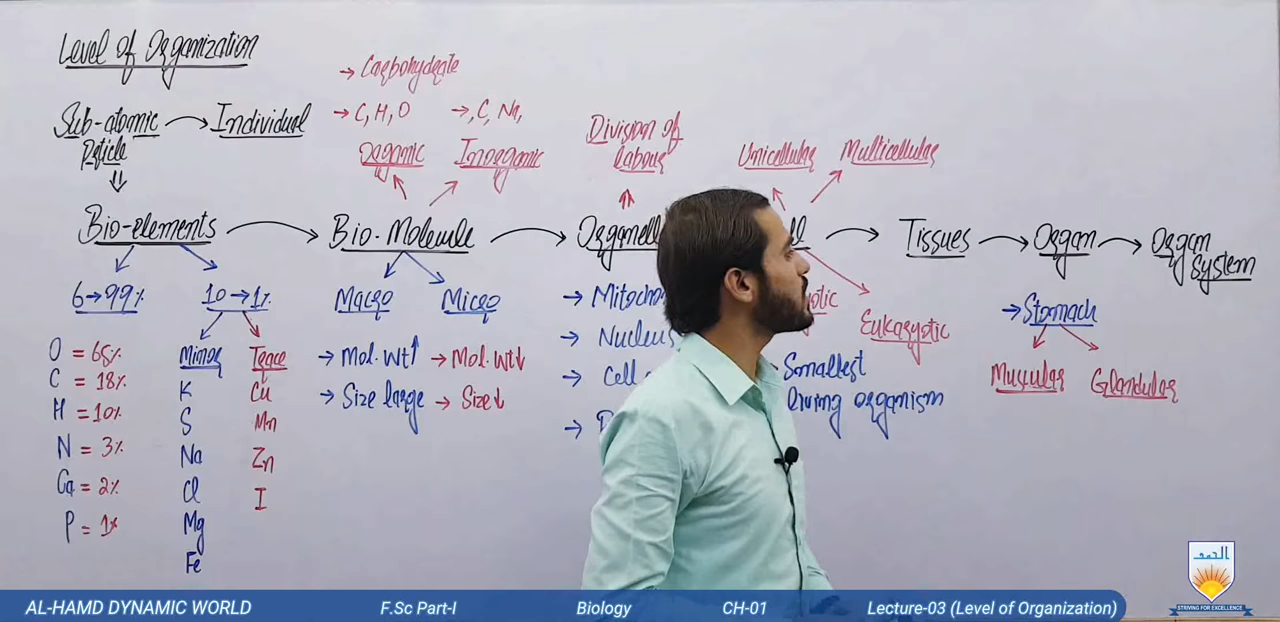 Level of Organization
Sub-atomic → Individual
Particle
→ Carbohydrate
→ C, H, O → , C, Na,
Organic Inorganic
Division of
labour
Unicellular Multicellular
Bio-elements → Bio-Molecule → Organell
→ Tissues → Organ → Organ
System
6 → 99% 10 → 1%
O = 65%
C = 18%
H = 10%
N = 3%
Ca = 2%
P = 1%
Minor Trace
K Cu
S Mn
Na Zn
Cl I
Mg
Fe
Macro Micro
→ Mol. Wt↑ → Mol. Wt↓
→ Size large → Size↓
→ Mitocho
→ Nucleus
→ Cell
otic Eukaryotic
Smallest
living organism
→ Stomach
Muscular Glandular
الحمد
STRIVING FOR EXCELLENCE
AL-HAMD DYNAMIC WORLD F.Sc Part-I Biology CH-01 Lecture-03 (Level of Organization)